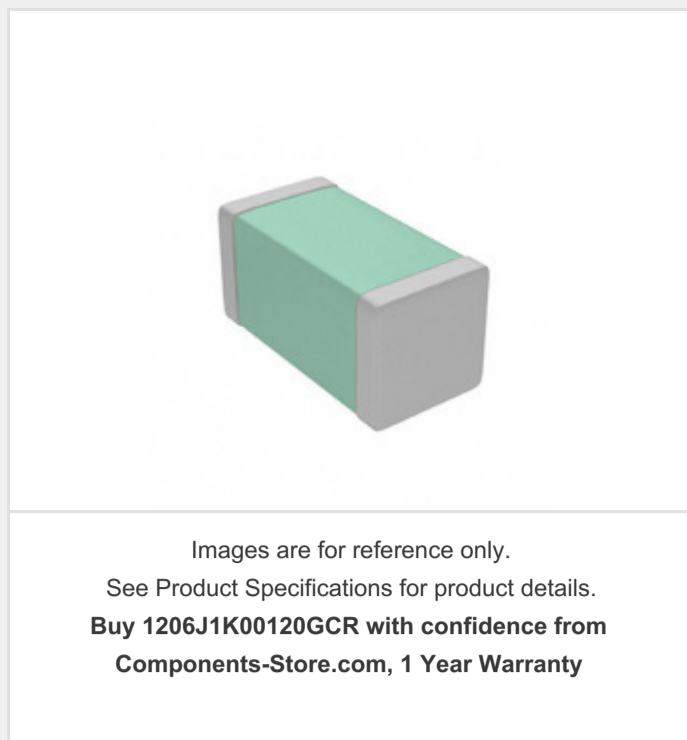 Images are for reference only.
See Product Specifications for product details.
Buy 1206J1K00120GCR with confidence from
Components-Store.com, 1 Year Warranty